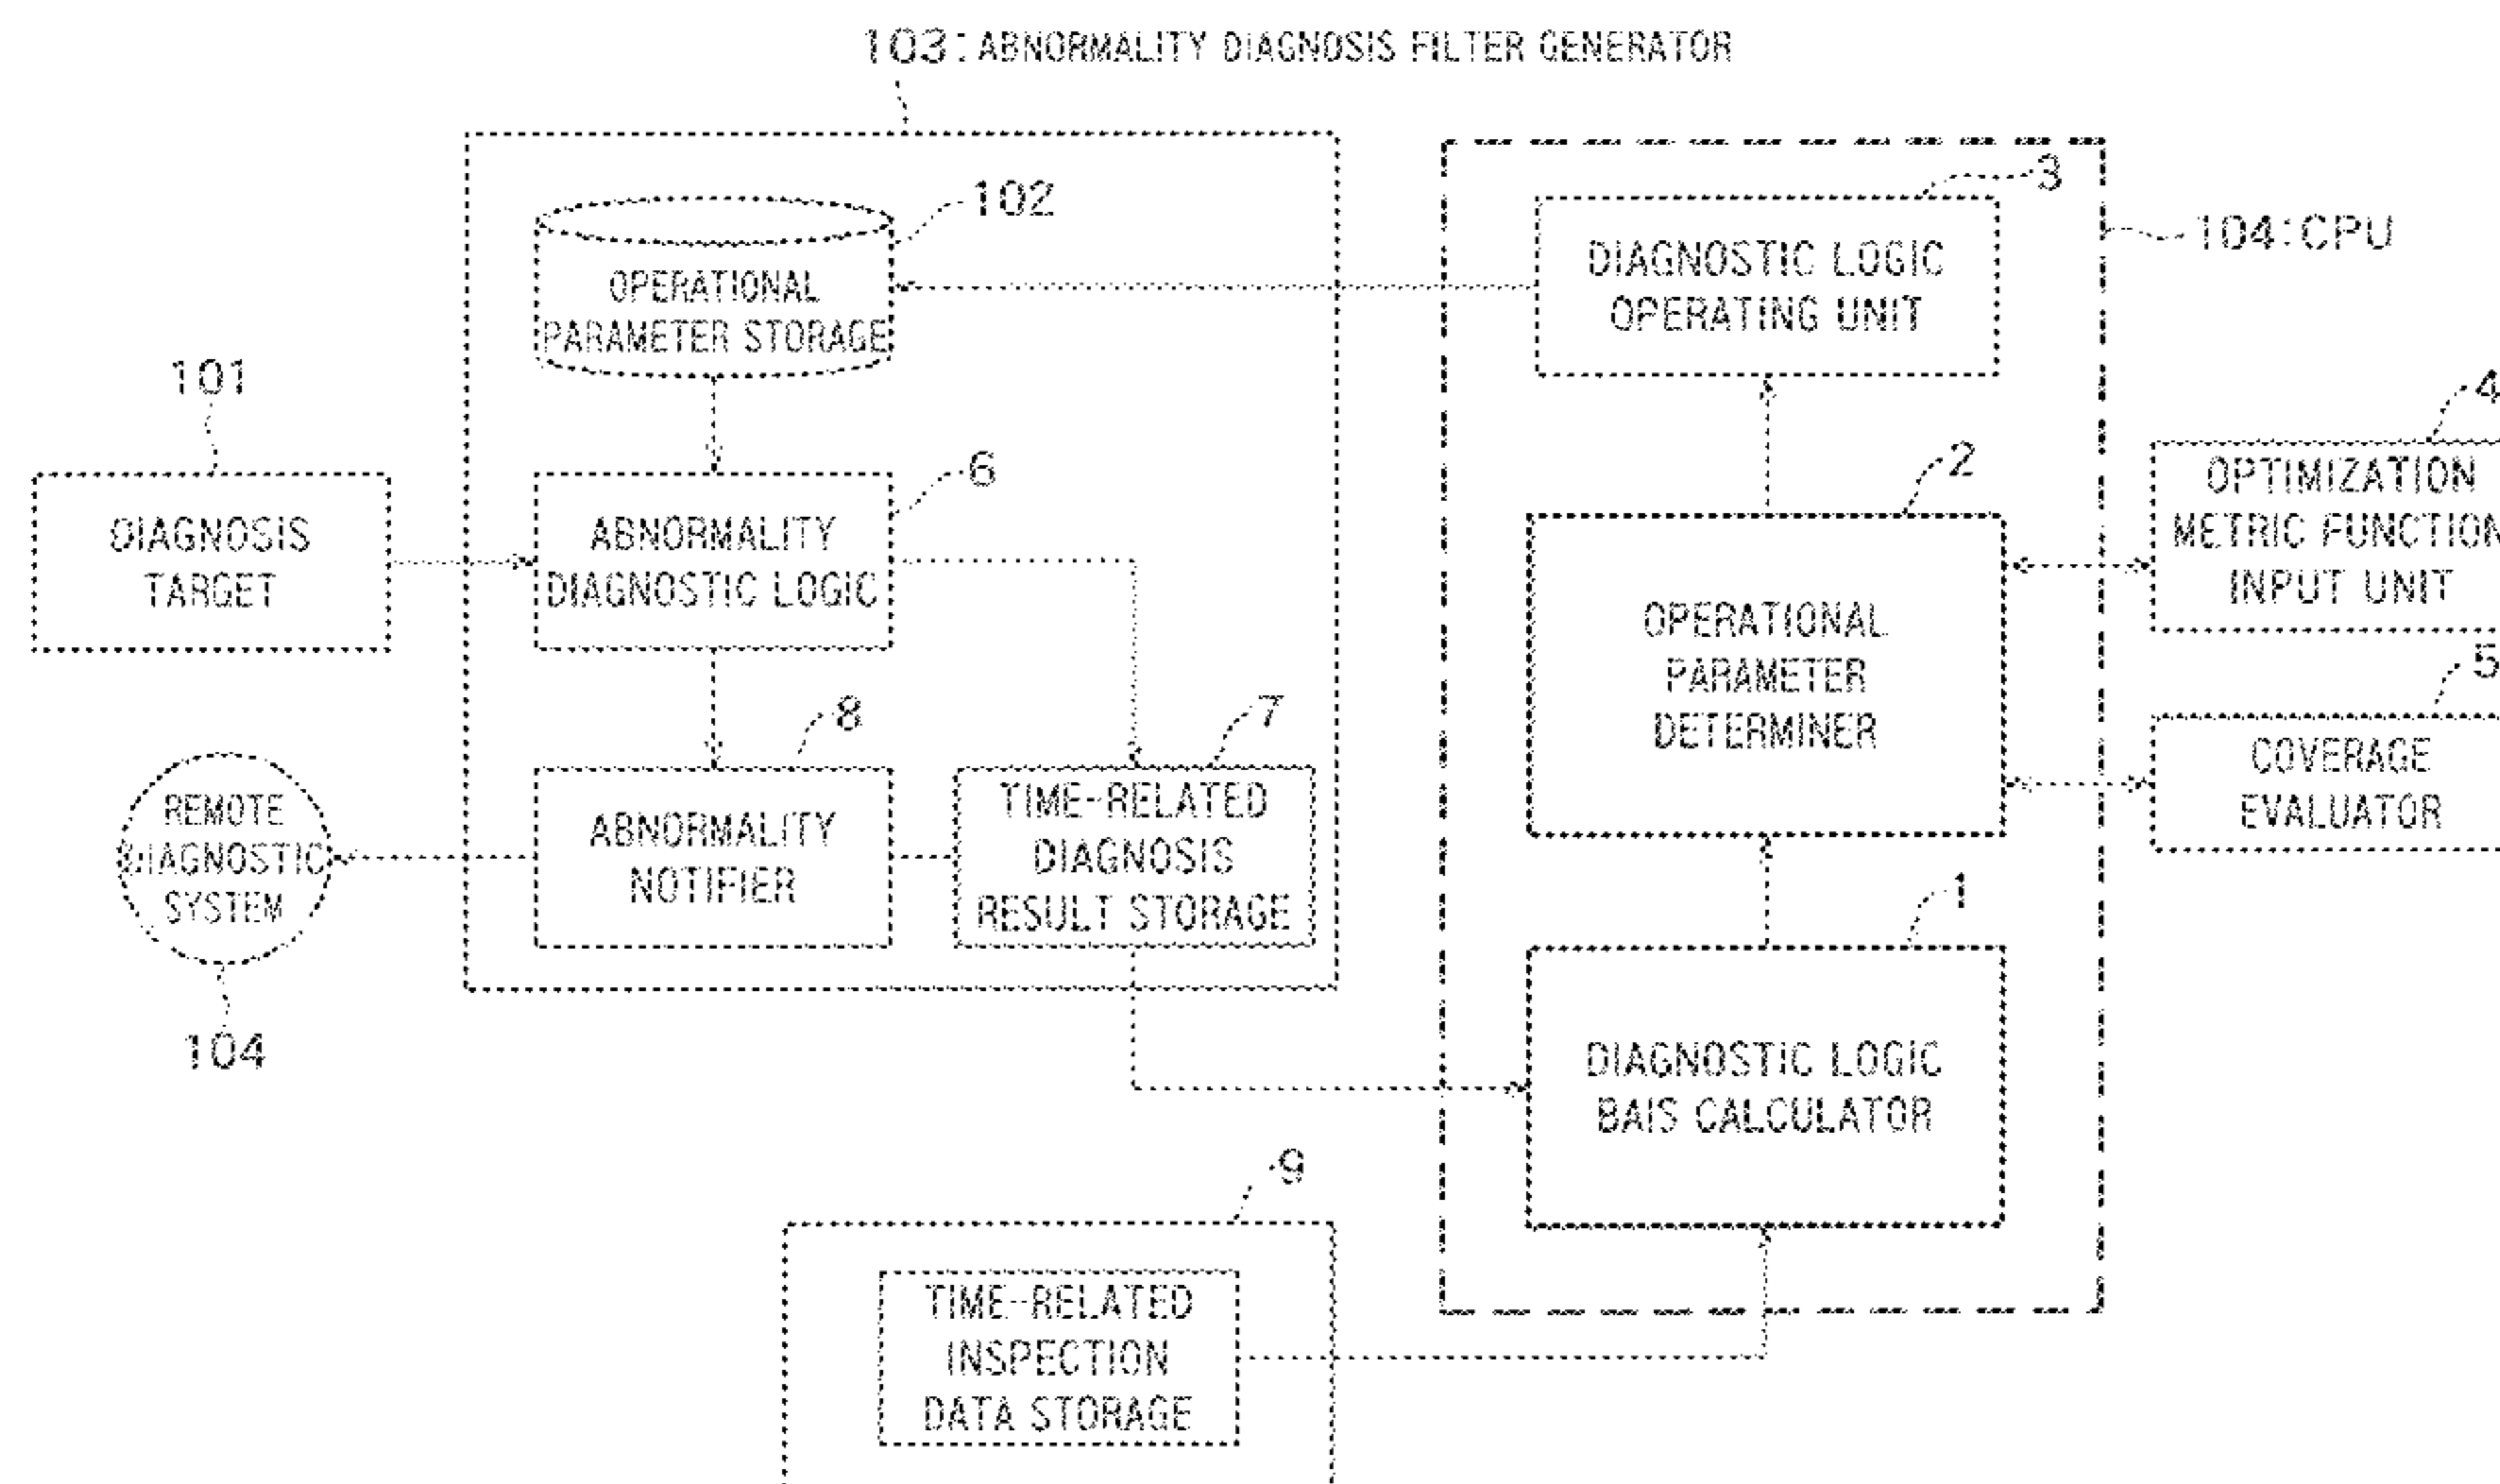 103:ABNORMALITY DIAGNOSIS FILTER GENERATOR
102
OPERATIONAL
PARAMETER STORAGE
3
DIAGNOSTIC LOGIC
OPERATING UNIT
104:CPU
101
DIAGNOSIS
TARGET
6
ABNORMALITY
DIAGNOSTIC LOGIC
2
OPERATIONAL
PARAMETER
DETERMINER
4
OPTIMIZATION
METRIC FUNCTION
INPUT UNIT
5
COVERAGE
EVALUATOR
8
ABNORMALITY
NOTIFIER
7
TIME-RELATED
DIAGNOSIS
RESULT STORAGE
REMOTE
DIAGNOSTIC
SYSTEM
104
1
DIAGNOSTIC LOGIC
BAIS CALCULATOR
9
TIME-RELATED
INSPECTION
DATA STORAGE